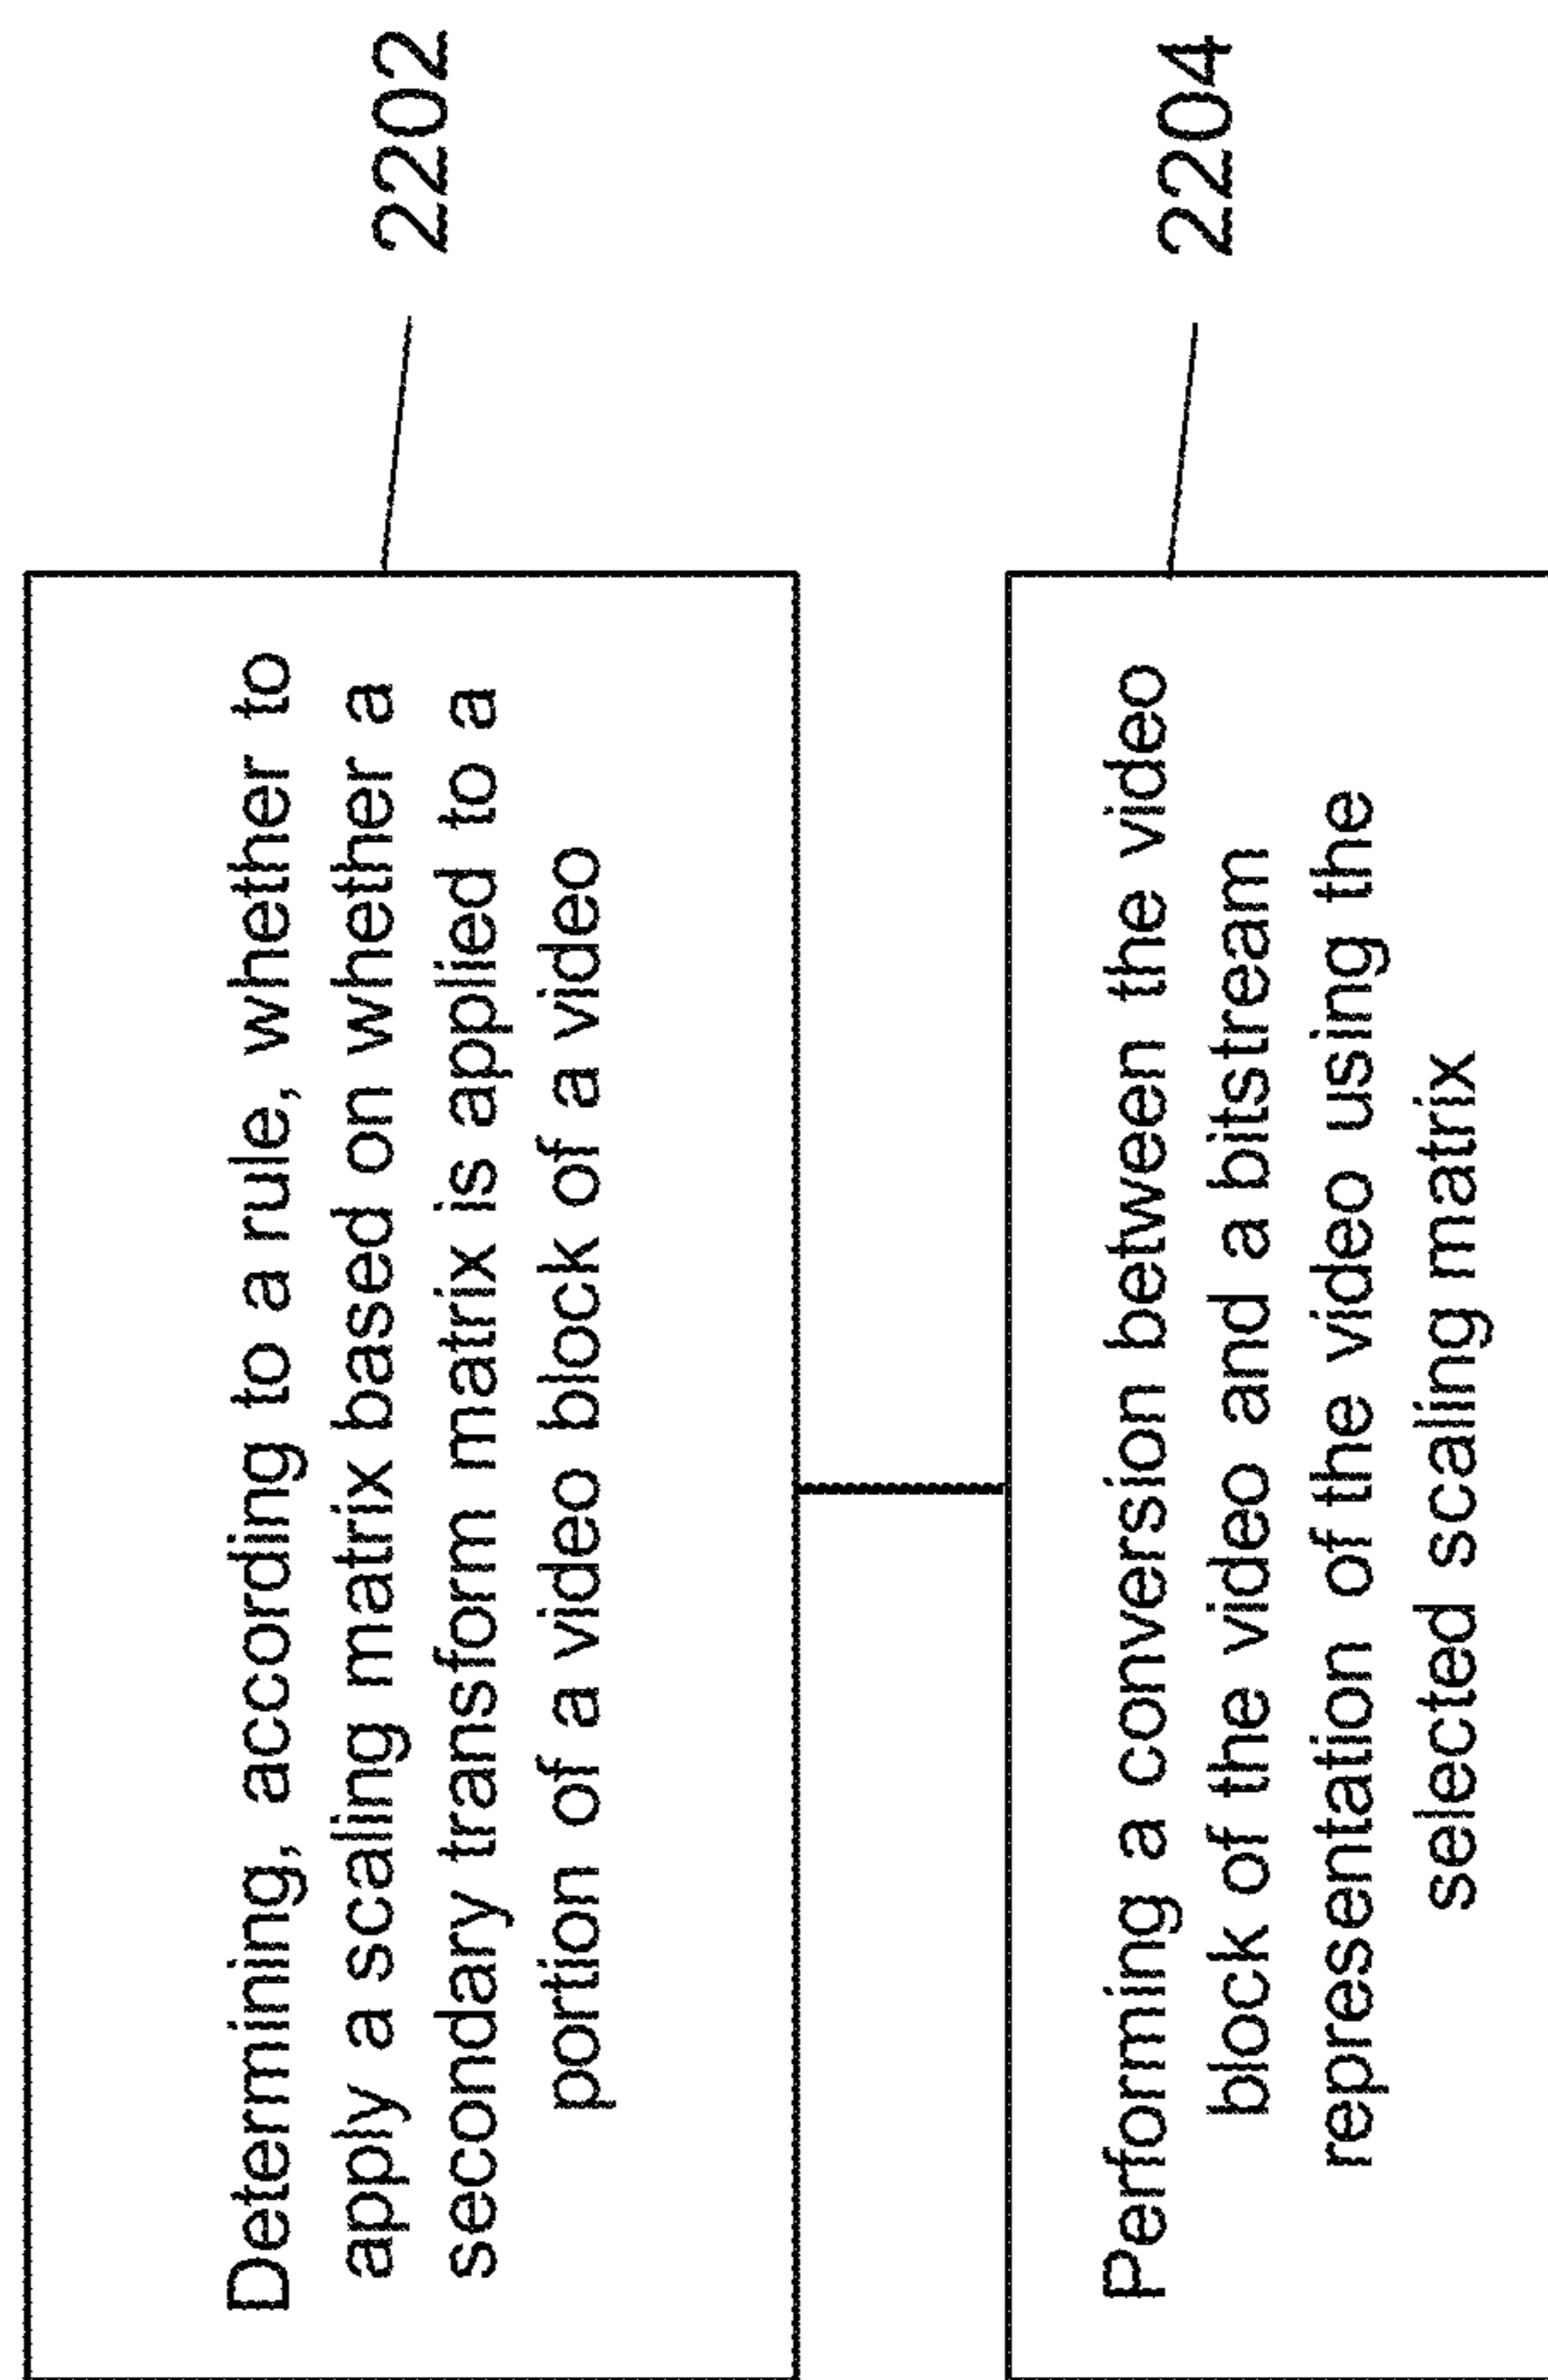 Determining, according to a rule, whether to
apply a scaling matrix based on whether a
secondary transform matrix is applied to a
portion of a video block of a video
2202
Performing a conversion between the video
block of the video and a bitstream
representation of the video using the
selected scaling matrix
2204